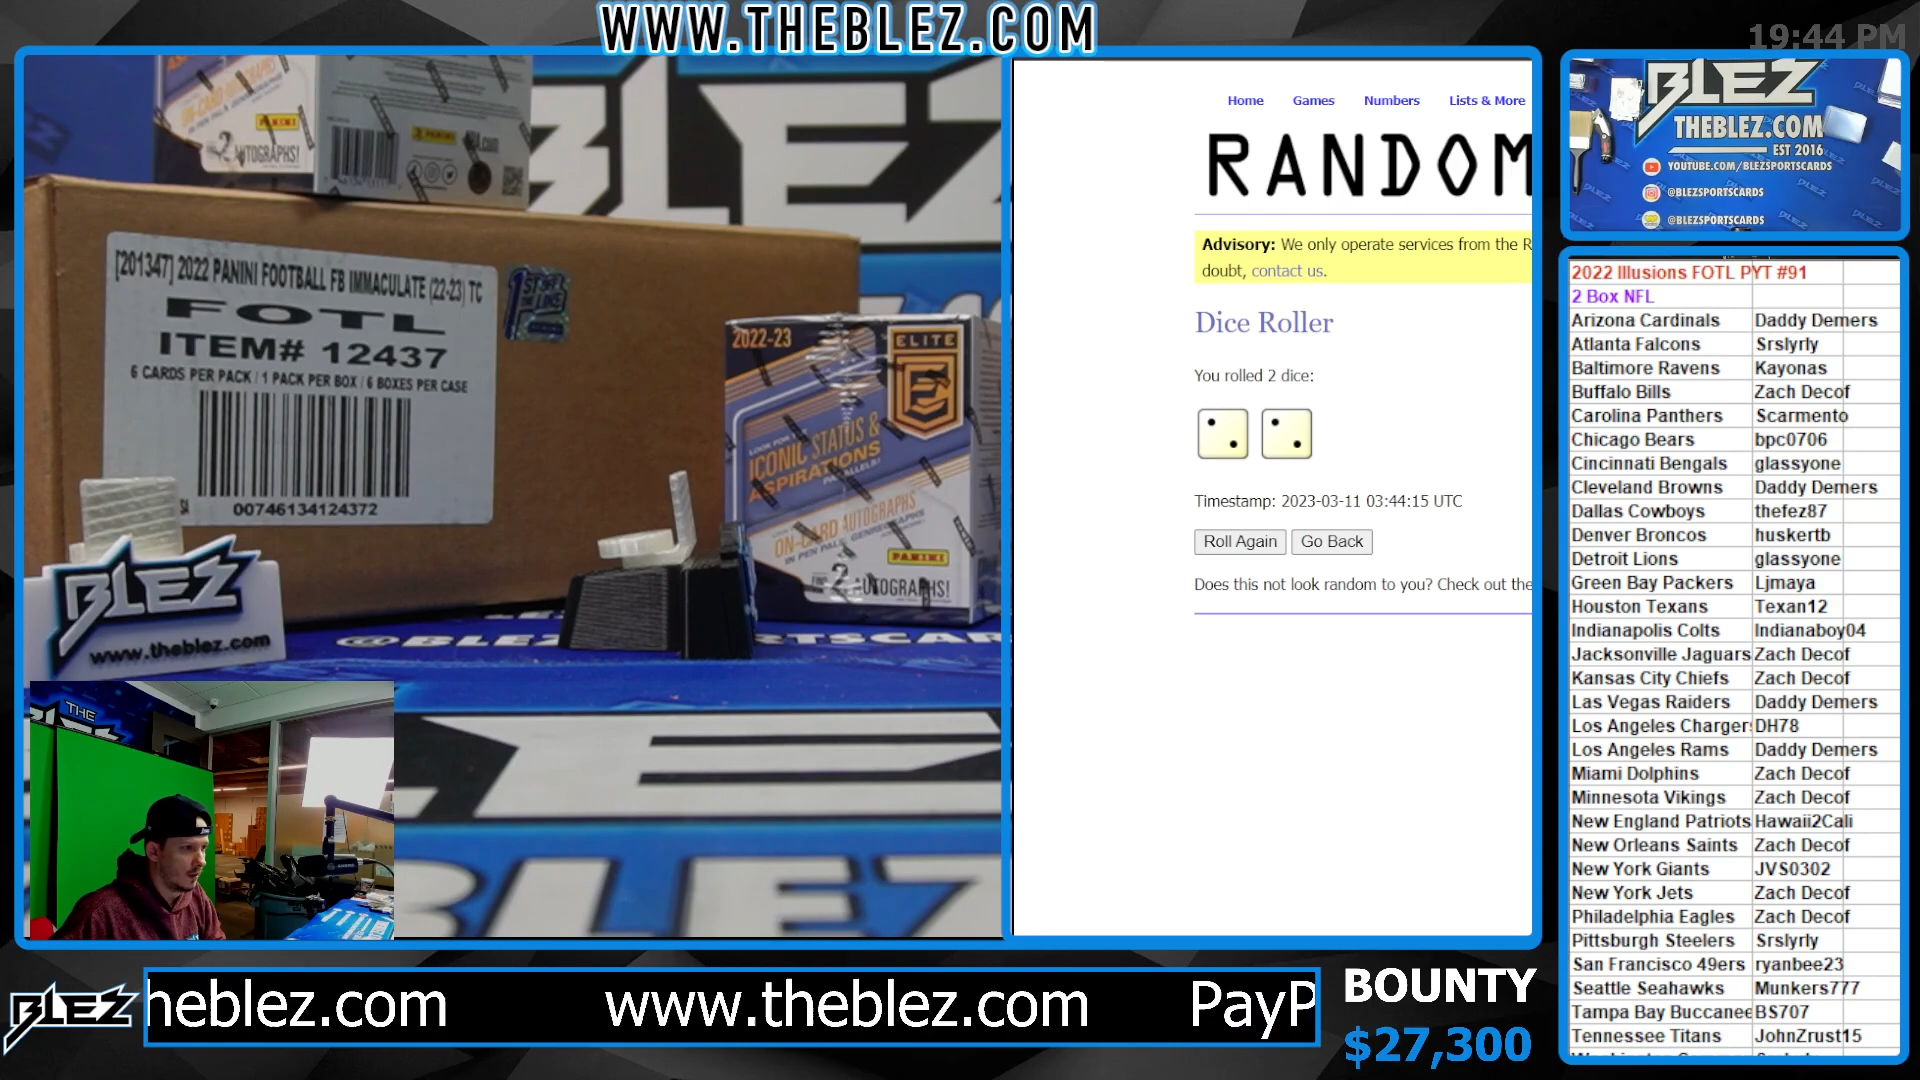 WWW.THEBLEZ.COM
19:44 PM
2 AUTOGRAPHS!
PANINI
[201347] 2022 PANINI FOOTBALL FB IMMACULATE (22-23) TC
FOTL
ITEM# 12437
6 CARDS PER PACK / 1 PACK PER BOX / 6 BOXES PER CASE
00746134124372
1ST OFF THE LINE
2022-23
ELITE
E
ICONIC STATUS &
ASPIRATIONS
PARALLELS!
ON-CARD AUTOGRAPHS
PANINI
2 AUTOGRAPHS!
BLEZ
www.theblez.com
BLEZ
THE
Home Games Numbers Lists & More
RANDOM
Advisory: We only operate services from the R
doubt, contact us.
Dice Roller
You rolled 2 dice:
Timestamp: 2023-03-11 03:44:15 UTC
Roll Again Go Back
Does this not look random to you? Check out the
BLEZ
THEBLEZ.COM
EST 2016
YOUTUBE.COM/BLEZSPORTSCARDS
@BLEZSPORTSCARDS
@BLEZSPORTSCARDS
2022 Illusions FOTL PYT #91
2 Box NFL
Arizona Cardinals Daddy Demers
Atlanta Falcons Srslyrly
Baltimore Ravens Kayonas
Buffalo Bills Zach Decof
Carolina Panthers Scarmento
Chicago Bears bpc0706
Cincinnati Bengals glassyone
Cleveland Browns Daddy Demers
Dallas Cowboys thefez87
Denver Broncos huskertb
Detroit Lions glassyone
Green Bay Packers Ljmaya
Houston Texans Texan12
Indianapolis Colts Indianaboy04
Jacksonville Jaguars Zach Decof
Kansas City Chiefs Zach Decof
Las Vegas Raiders Daddy Demers
Los Angeles Charger DH78
Los Angeles Rams Daddy Demers
Miami Dolphins Zach Decof
Minnesota Vikings Zach Decof
New England Patriots Hawaii2Cali
New Orleans Saints Zach Decof
New York Giants JVS0302
New York Jets Zach Decof
Philadelphia Eagles Zach Decof
Pittsburgh Steelers Srslyrly
San Francisco 49ers ryanbee23
Seattle Seahawks Munkers777
Tampa Bay Buccanee BS707
Tennessee Titans JohnZrust15
BLEZ
heblez.com www.theblez.com PayP
BOUNTY
$27,300